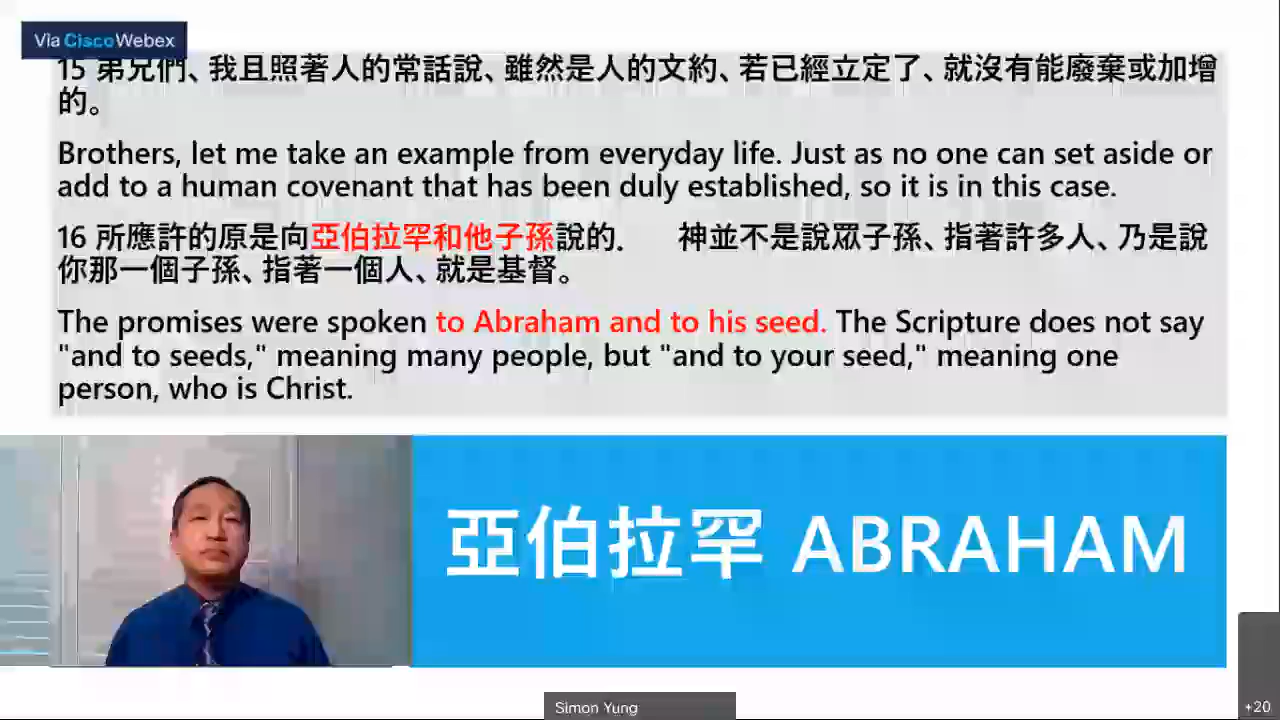 Via Cisco Webex
15 弟兄們、我且照著人的常話說、雖然是人的文約、若已經立定了、就沒有能廢棄或加增
的。
Brothers, let me take an example from everyday life. Just as no one can set aside or
add to a human covenant that has been duly established, so it is in this case.
16 所應許的原是向亞伯拉罕和他子孫說的．　神並不是說眾子孫、指著許多人、乃是說
你那一個子孫、指著一個人、就是基督。
The promises were spoken to Abraham and to his seed. The Scripture does not say
"and to seeds," meaning many people, but "and to your seed," meaning one
person, who is Christ.
亞伯拉罕 ABRAHAM
Simon Yung
+20